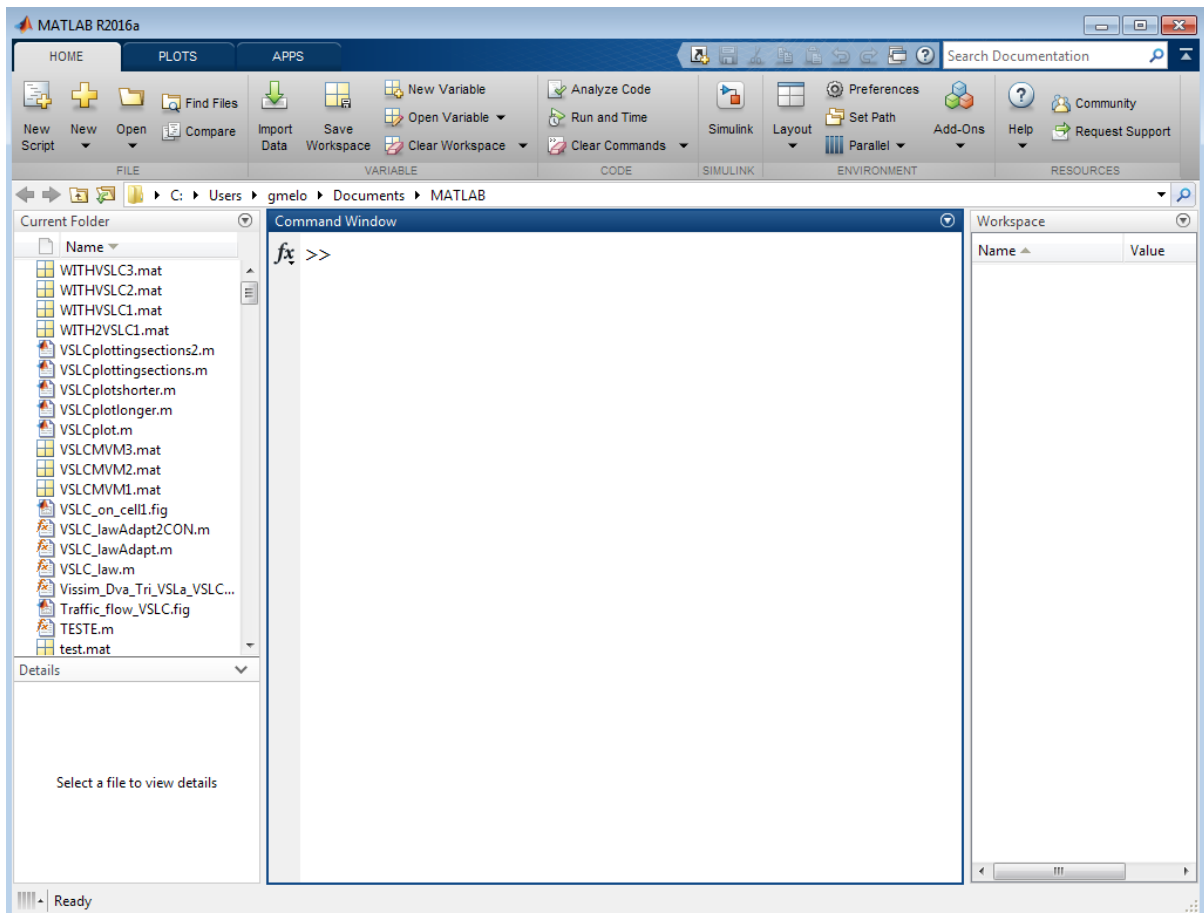 MATLAB R2016a
HOME PLOTS APPS Search Documentation
New Script New Open Find Files Compare
Import Data Save Workspace New Variable Open Variable Clear Workspace
Analyze Code Run and Time Clear Commands
Simulink Layout Preferences Set Path Parallel Add-Ons
Help Community Request Support
FILE VARIABLE CODE SIMULINK ENVIRONMENT RESOURCES
C: Users gmelo Documents MATLAB
Current Folder
Name
WITHVSLC3.mat
WITHVSLC2.mat
WITHVSLC1.mat
WITH2VSLC1.mat
VSLCplottingsections2.m
VSLCplottingsections.m
VSLCplotshorter.m
VSLCplotlonger.m
VSLCplot.m
VSLCMVM3.mat
VSLCMVM2.mat
VSLCMVM1.mat
VSLC_on_cell1.fig
VSLC_lawAdapt2CON.m
VSLC_lawAdapt.m
VSLC_law.m
Vissim_Dva_Tri_VSLa_VSLC...
Traffic_flow_VSLC.fig
TESTE.m
test.mat
Details
Select a file to view details
Command Window
fx >>
Workspace
Name Value
Ready